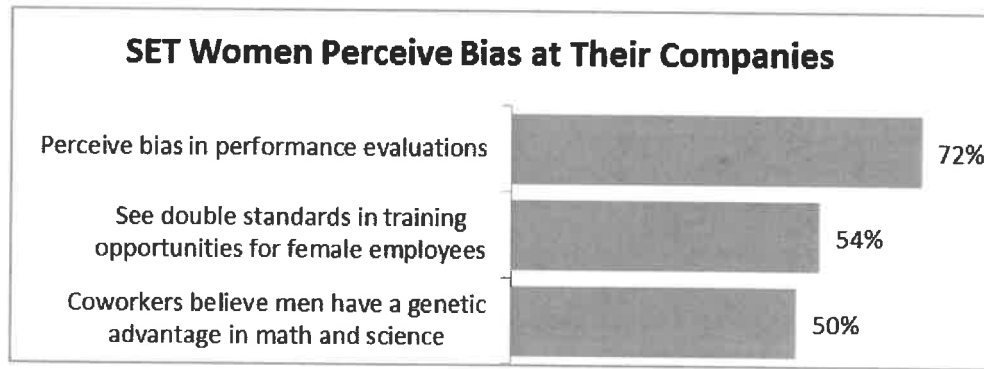 SET Women Perceive Bias at Their Companies
Perceive bias in performance evaluations
72%
See double standards in training
opportunities for female employees
54%
Coworkers believe men have a genetic
advantage in math and science
50%